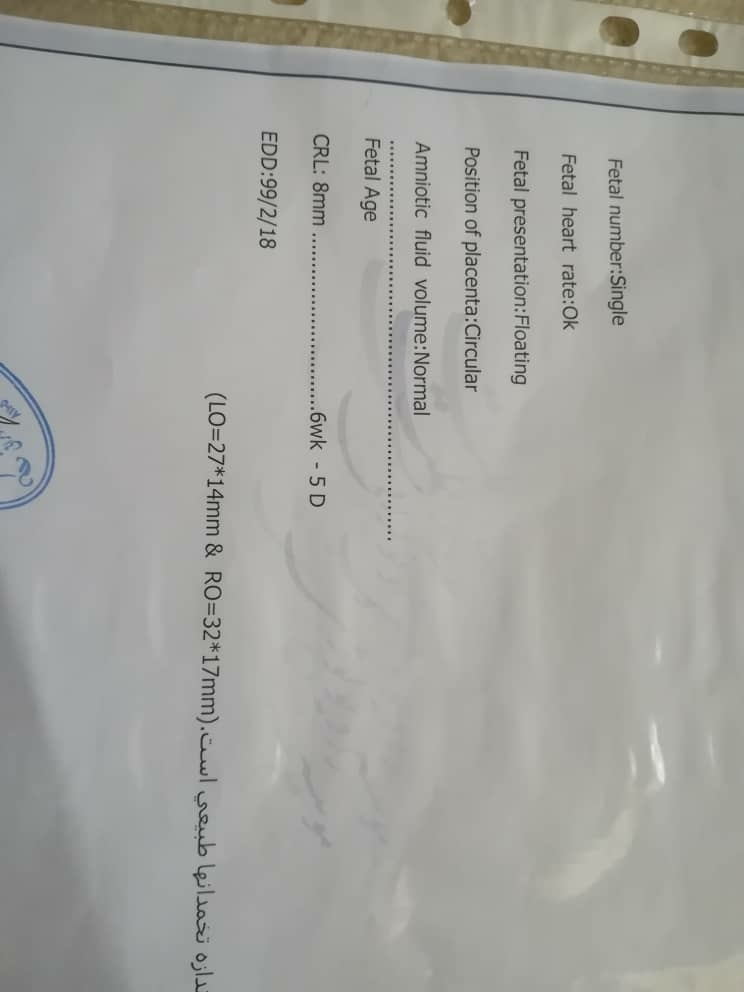 Fetal number:Single
Fetal heart rate:Ok
Fetal presentation:Floating
Position of placenta:Circular
Amniotic fluid volume:Normal
................................................................
Fetal Age
CRL: 8mm ............................6wk - 5 D
EDD:99/2/18
تخمدانها طبیعی است.(LO=27*14mm & RO=32*17mm)